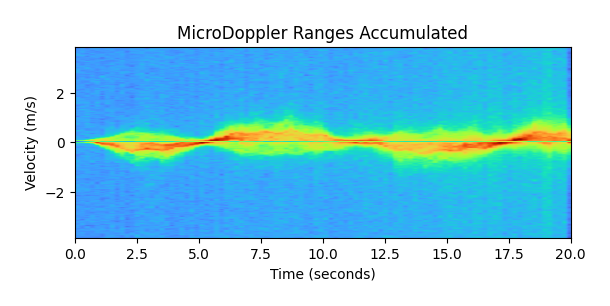 MicroDoppler Ranges Accumulated
Velocity (m/s)
2
0
−2
0.0 2.5 5.0 7.5 10.0 12.5 15.0 17.5 20.0
Time (seconds)